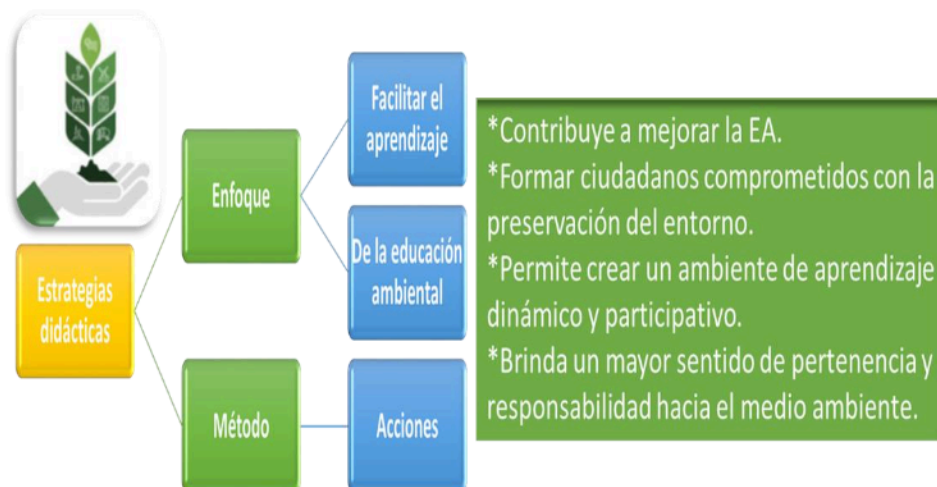 Estrategias
didácticas
Enfoque
Método
Facilitar el
aprendizaje
De la educación
ambiental
Acciones
*Contribuye a mejorar la EA.
*Formar ciudadanos comprometidos con la
preservación del entorno.
*Permite crear un ambiente de aprendizaje
dinámico y participativo.
*Brinda un mayor sentido de pertenencia y
responsabilidad hacia el medio ambiente.